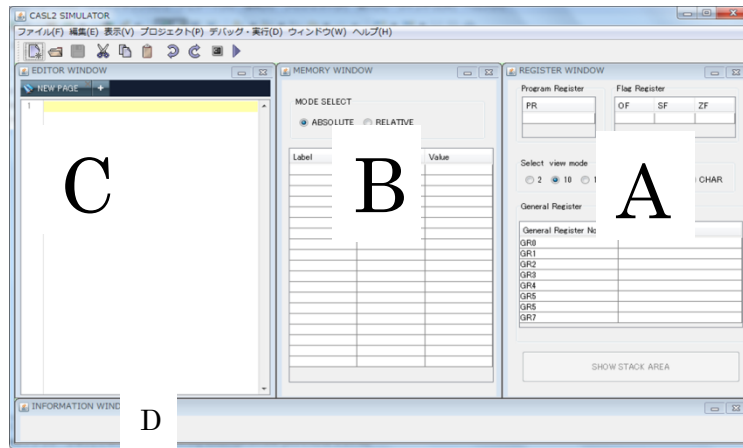 CASL2 SIMULATOR
ファイル(F) 編集(E) 表示(V) プロジェクト(P) デバッグ・実行(D) ウィンドウ(W) ヘルプ(H)
EDITOR WINDOW
NEW PAGE +
1
C
MEMORY WINDOW
MODE SELECT
ABSOLUTE RELATIVE
Label Value
B
REGISTER WINDOW
Program Register Flag Register
PR OF SF ZF
Select view mode
2 10 CHAR
A
General Register
General Register No
GR0
GR1
GR2
GR3
GR4
GR5
GR5
GR7
SHOW STACK AREA
INFORMATION WIND
D